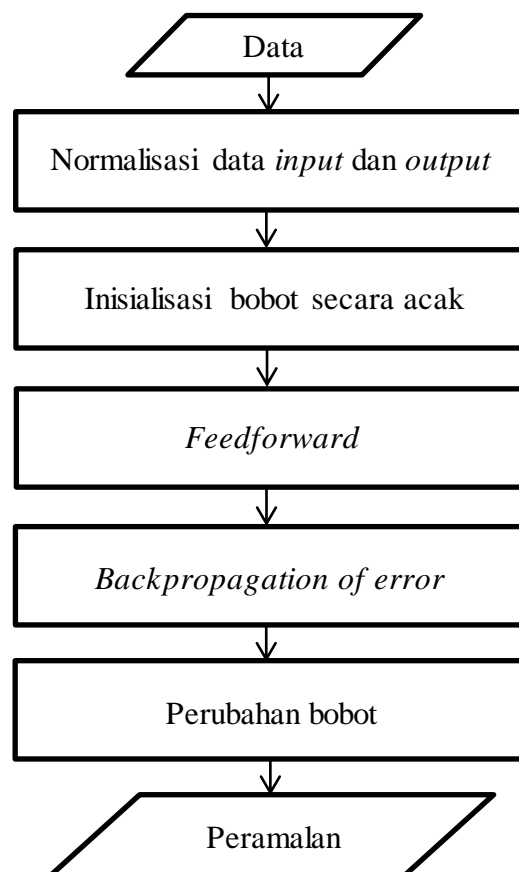 Data
Normalisasi data input dan output
Inisialisasi bobot secara acak
Feedforward
Backpropagation of error
Perubahan bobot
Peramalan